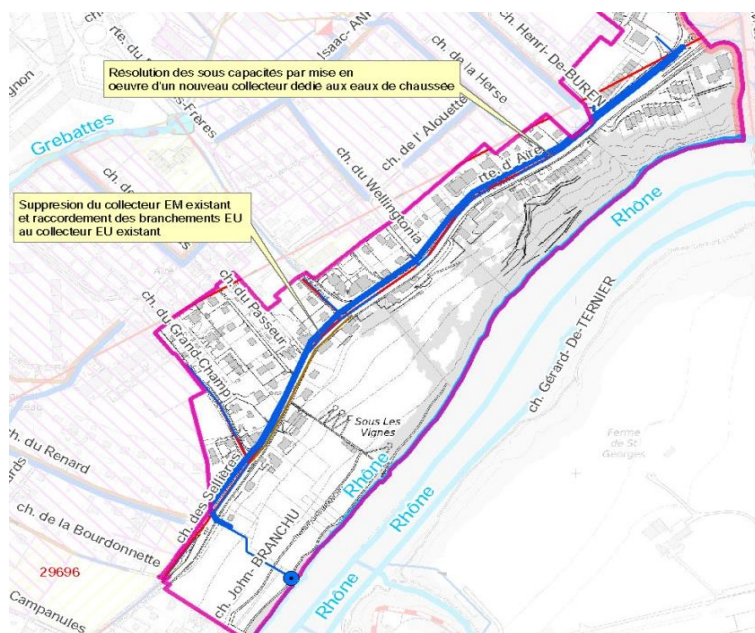 Résolution des sous capacités par mise en
oeuvre d'un nouveau collecteur dédié aux eaux de chaussée
Suppresion du collecteur EM existant
et raccordement des branchements EU
au collecteur EU existant
Isaac- AN
ch. de la Herse
ch. Henri-De-BUREN
ch. de l' Alouette
Grebattes
ch. du Wellingtonia
rte. d' Aïre
Rhône
ch. du Passeur
ch. du Grand-Champ
ch. Gérard-De-TERNIER
Sous Les
Vignes
Ferme
de St
Georges
ch. du Renard
ch. des Sellières
Rhône
Rhône
ch. de la Bourdonnette
ch. John- BRANCHU
29696
Campanules
Rhône